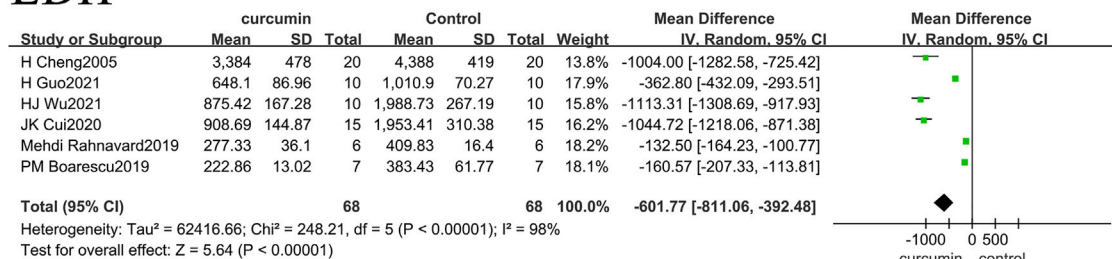 LDH
curcumin Control Mean Difference Mean Difference
Study or Subgroup Mean SD Total Mean SD Total Weight IV, Random, 95% CI IV, Random, 95% CI
H Cheng2005 3,384 478 20 4,388 419 20 13.8% -1004.00 [-1282.58, -725.42]
H Guo2021 648.1 86.96 10 1,010.9 70.27 10 17.9% -362.80 [-432.09, -293.51]
HJ Wu2021 875.42 167.28 10 1,988.73 267.19 10 15.8% -1113.31 [-1308.69, -917.93]
JK Cui2020 908.69 144.87 15 1,953.41 310.38 15 16.2% -1044.72 [-1218.06, -871.38]
Mehdi Rahnavard2019 277.33 36.1 6 409.83 16.4 6 18.2% -132.50 [-164.23, -100.77]
PM Boarescu2019 222.86 13.02 7 383.43 61.77 7 18.1% -160.57 [-207.33, -113.81]
Total (95% CI) 68 68 100.0% -601.77 [-811.06, -392.48]
Heterogeneity: Tau² = 62416.66; Chi² = 248.21, df = 5 (P < 0.00001); I² = 98%
Test for overall effect: Z = 5.64 (P < 0.00001)
-1000 0 500
curcumin control